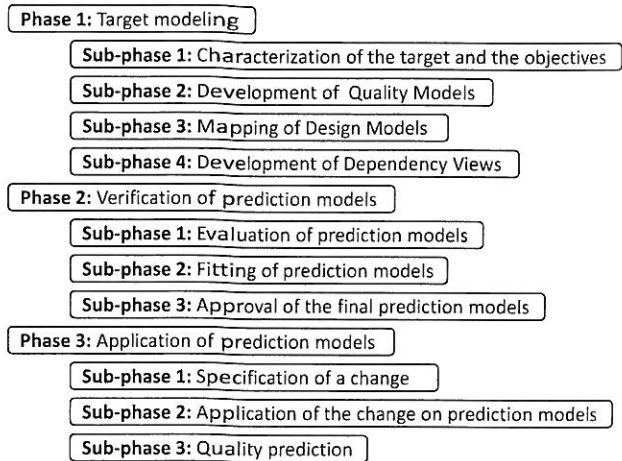 Phase 1: Target modeling
Sub-phase 1: Characterization of the target and the objectives
Sub-phase 2: Development of Quality Models
Sub-phase 3: Mapping of Design Models
Sub-phase 4: Development of Dependency Views
Phase 2: Verification of prediction models
Sub-phase 1: Evaluation of prediction models
Sub-phase 2: Fitting of prediction models
Sub-phase 3: Approval of the final prediction models
Phase 3: Application of prediction models
Sub-phase 1: Specification of a change
Sub-phase 2: Application of the change on prediction models
Sub-phase 3: Quality prediction